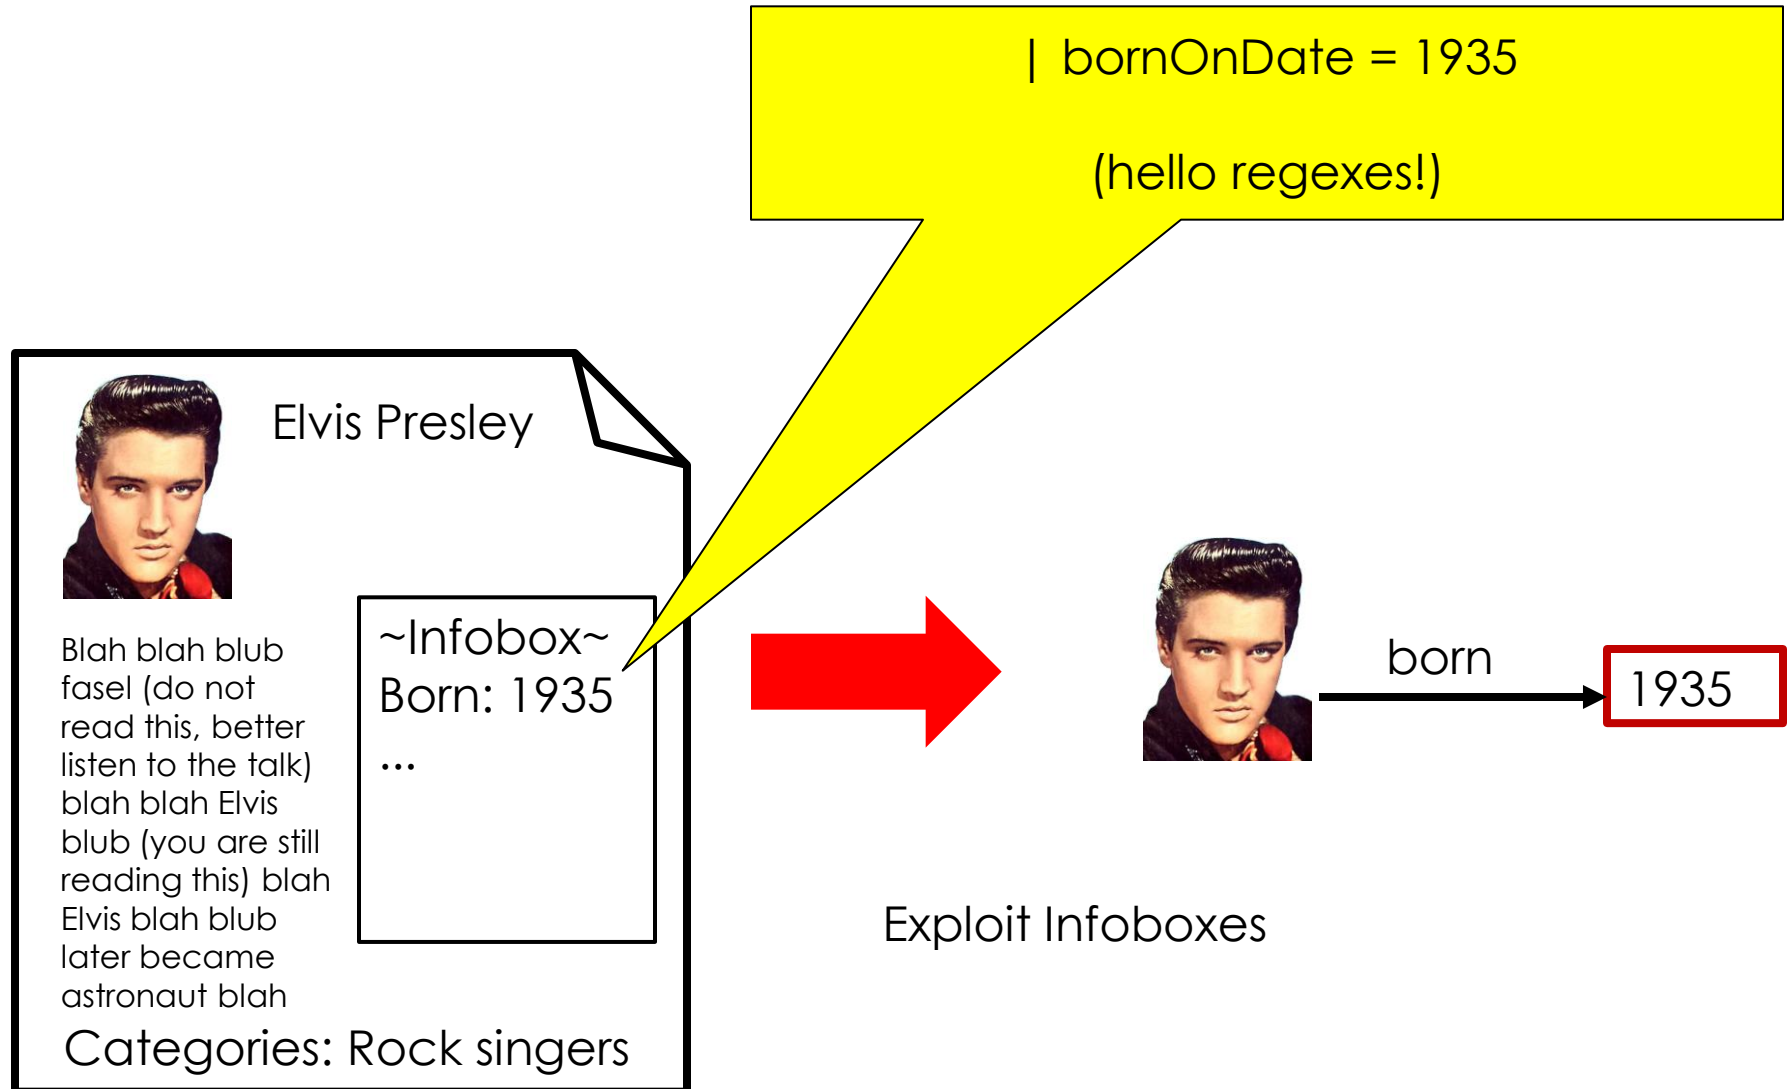 | bornOnDate = 1935
(hello regexes!)
Elvis Presley
Blah blah blub
fasel (do not
read this, better
listen to the talk)
blah blah Elvis
blub (you are still
reading this) blah
Elvis blah blub
later became
astronaut blah
~Infobox~
Born: 1935
...
Categories: Rock singers
born
1935
Exploit Infoboxes